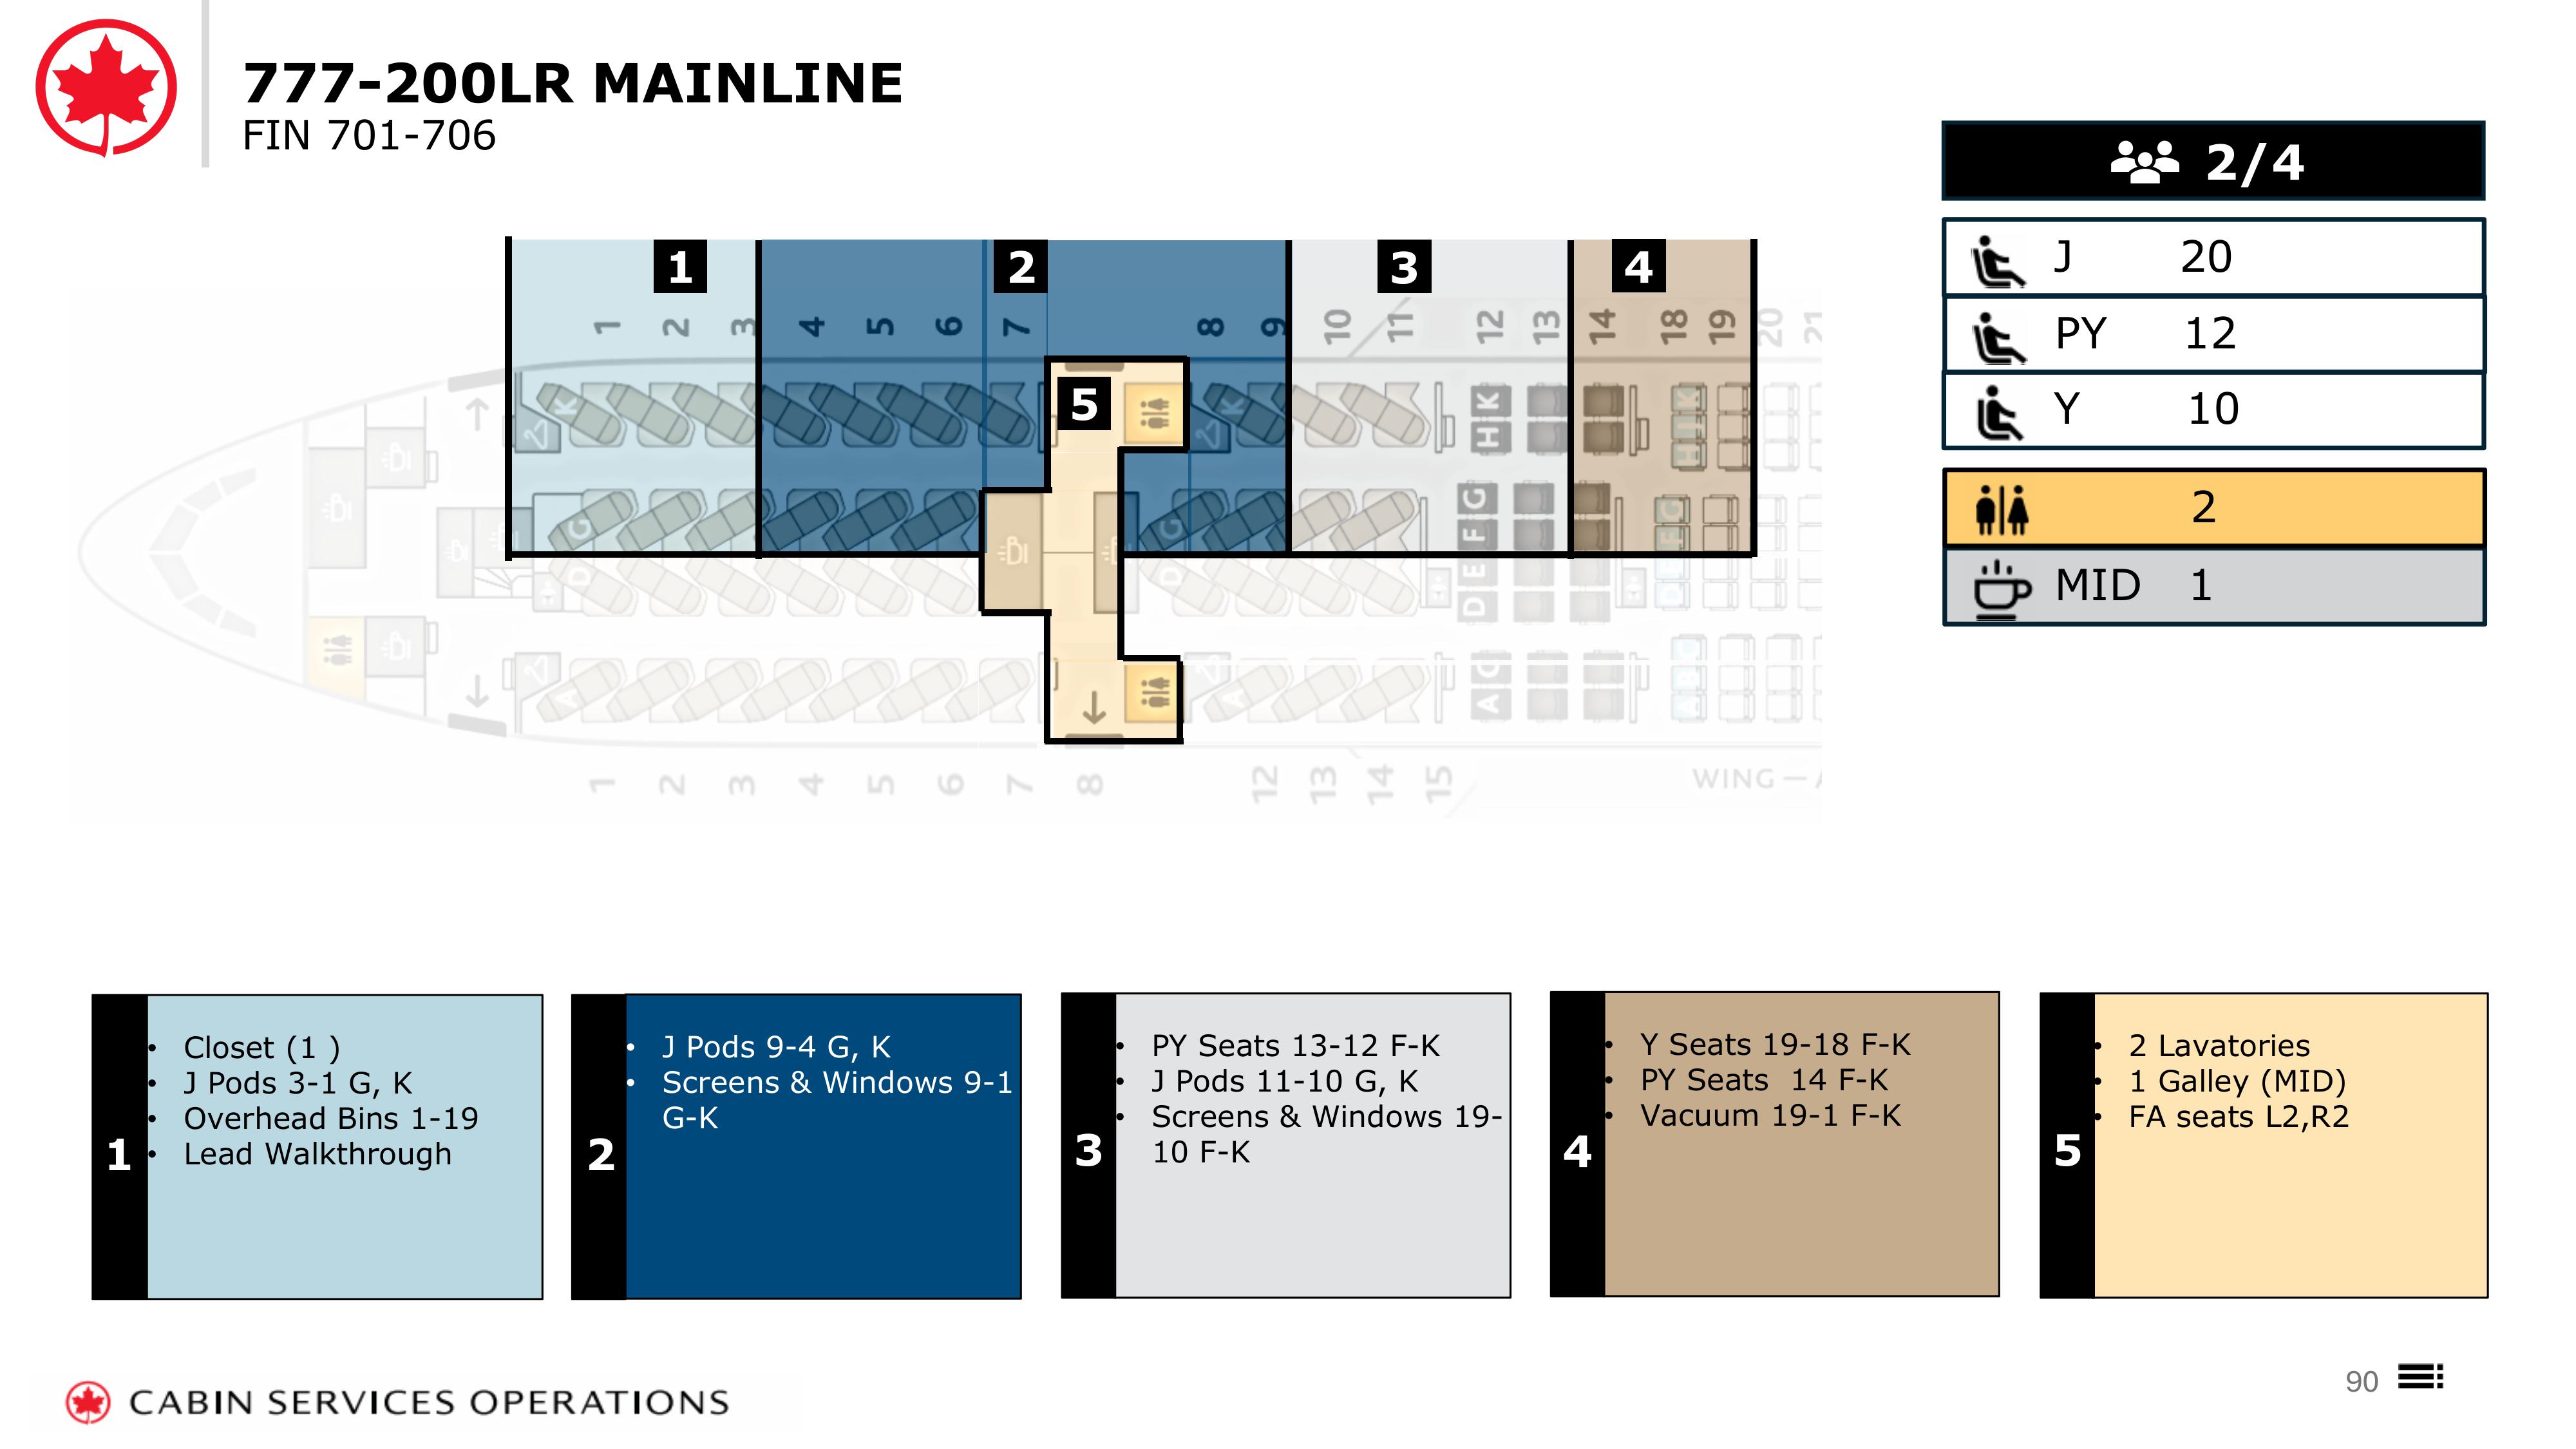 777-200LR MAINLINE
FIN 701-706
2/4
J 20
PY 12
Y 10
2
MID 1
1 2 3 4
1 2 3 4 5 6 7 8 9 10 11 12 13 14 18 19 20 21
5
K K K H
G G G F
D D D E
A A A C
1 2 3 4 5 6 7 8 12 13 14 15
WING —
1
• Closet (1 )
• J Pods 3-1 G, K
• Overhead Bins 1-19
• Lead Walkthrough
2
• J Pods 9-4 G, K
• Screens & Windows 9-1
G-K
3
• PY Seats 13-12 F-K
• J Pods 11-10 G, K
• Screens & Windows 19-
10 F-K
4
• Y Seats 19-18 F-K
• PY Seats 14 F-K
• Vacuum 19-1 F-K
5
• 2 Lavatories
• 1 Galley (MID)
• FA seats L2,R2
CABIN SERVICES OPERATIONS
90